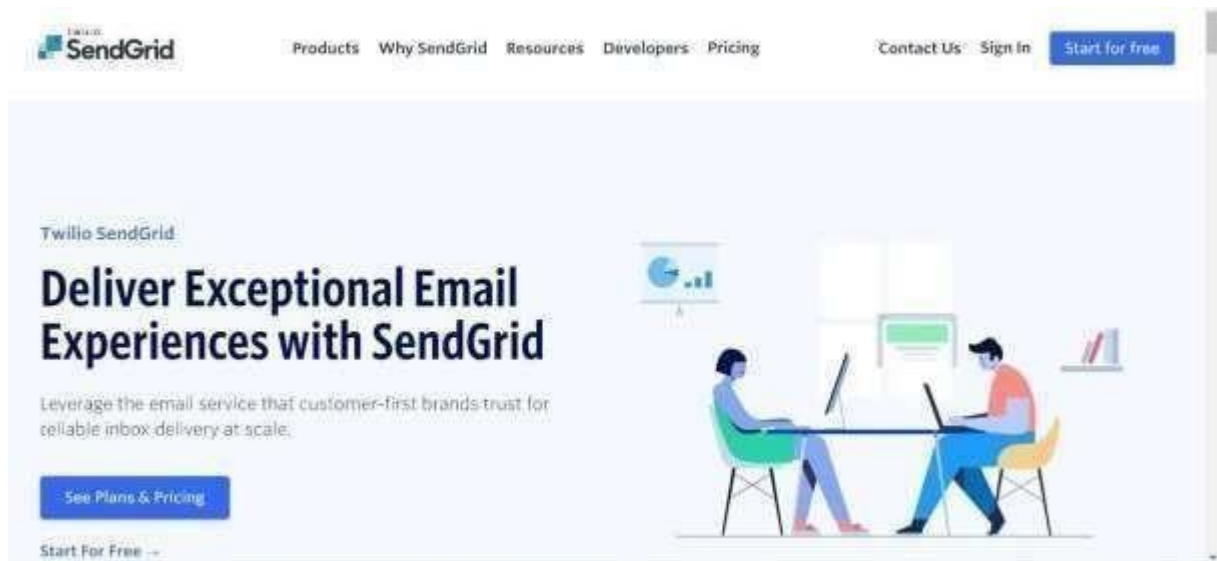 TWILIO
SendGrid
Products Why SendGrid Resources Developers Pricing
Contact Us Sign In Start for free
Twilio SendGrid
Deliver Exceptional Email
Experiences with SendGrid
Leverage the email service that customer-first brands trust for
reliable inbox delivery at scale.
See Plans & Pricing
Start For Free →